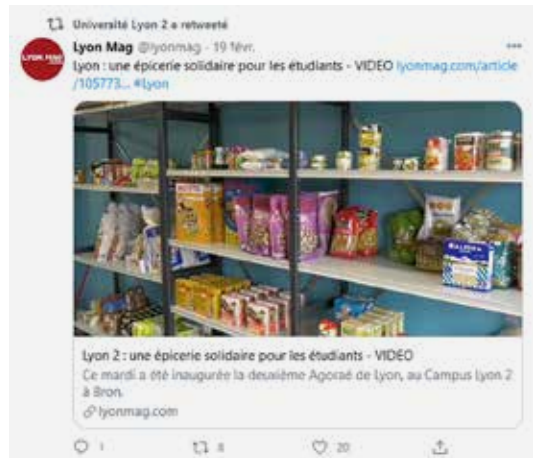 Université Lyon 2 a retweeté
Lyon Mag @lyonmag · 19 févr.
LYON MAG
Lyon : une épicerie solidaire pour les étudiants - VIDEO lyonmag.com/article
/105773... #Lyon
Lyon 2 : une épicerie solidaire pour les étudiants - VIDEO
Ce mardi a été inaugurée la deuxième Agoraé de Lyon, au Campus Lyon 2
à Bron.
lyonmag.com
1 8 20